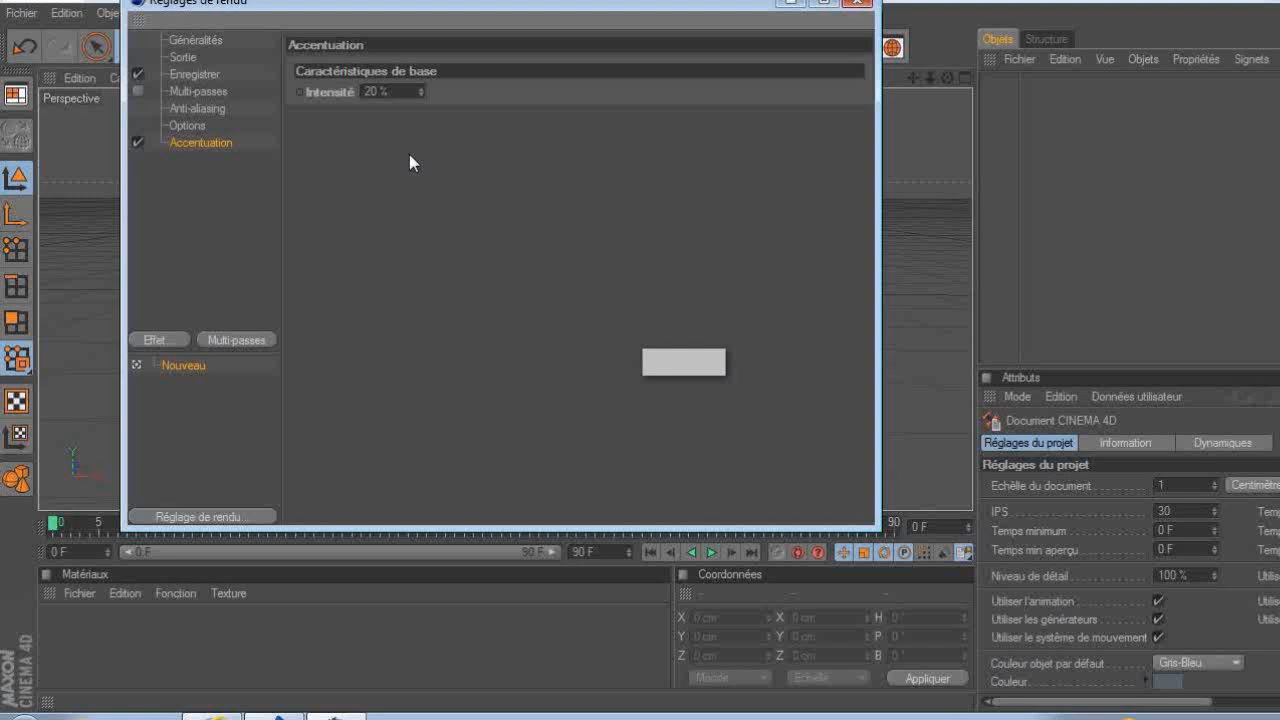 Réglages de rendu
Fichier Edition Obje
Généralités
Sortie
Enregistrer
Multi-passes
Anti-aliasing
Options
Accentuation
Accentuation
Caractéristiques de base
Intensité 20 %
Effet... Multi-passes
Nouveau
Réglage de rendu...
Edition
Perspective
Objets Structure
Fichier Edition Vue Objets Propriétés Signets
Attributs
Mode Edition Données utilisateur
Document CINEMA 4D
Réglages du projet Information Dynamiques
Réglages du projet
Echelle du document 1 Centimètre
IPS 30 Temp
Temps minimum 0 F Temp
Temps min aperçu 0 F Temp
Niveau de détail 100 % Utilis
Utiliser l'animation Utilis
Utiliser les générateurs Utilis
Utiliser le système de mouvement
Couleur objet par défaut Gris-Bleu
Couleur
0 5 90 0 F
0 F 0 F 90 F 90 F
Matériaux
Fichier Edition Fonction Texture
Coordonnées
X 0 cm X 0 cm H 0 °
Y 0 cm Y 0 cm P 0 °
Z 0 cm Z 0 cm B 0 °
Monde Echelle Appliquer
MAXON
CINEMA 4D